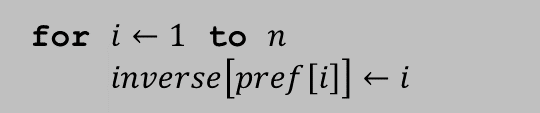 for i ← 1 to n
inverse[pref[i]] ← i